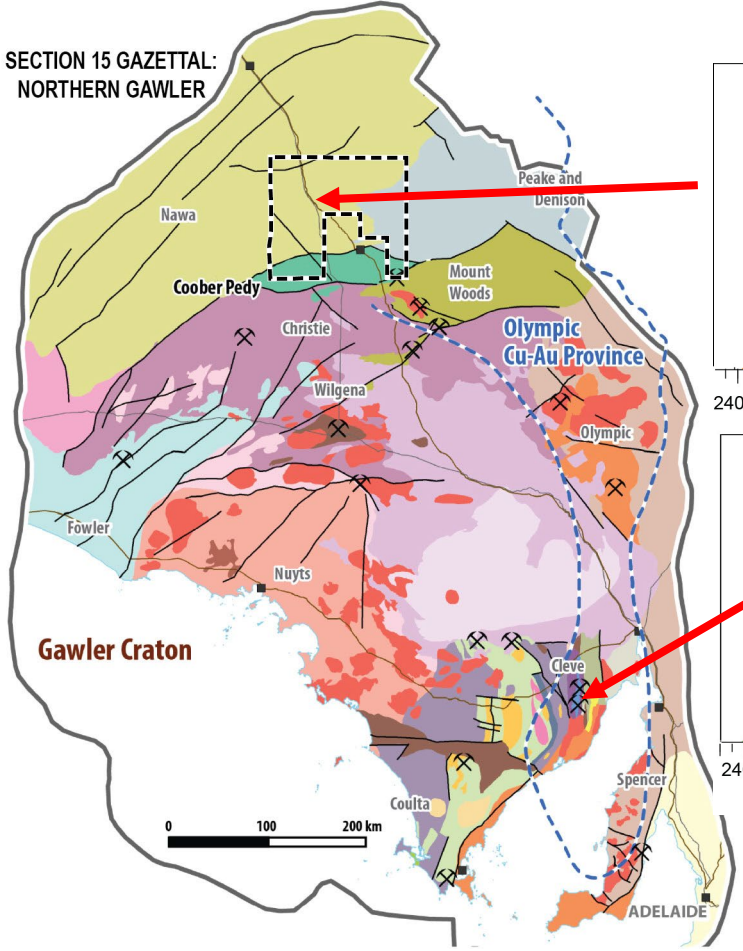 SECTION 15 GAZETTAL:
NORTHERN GAWLER
Nawa
Peake and
Denison
Coober Pedy
Mount
Woods
Christie
Olympic
Cu-Au Province
Wilgena
Olympic
Fowler
Nuyts
Gawler Craton
Cleve
Spencer
Coulta
0 100 200 km
ADELAIDE
240
240